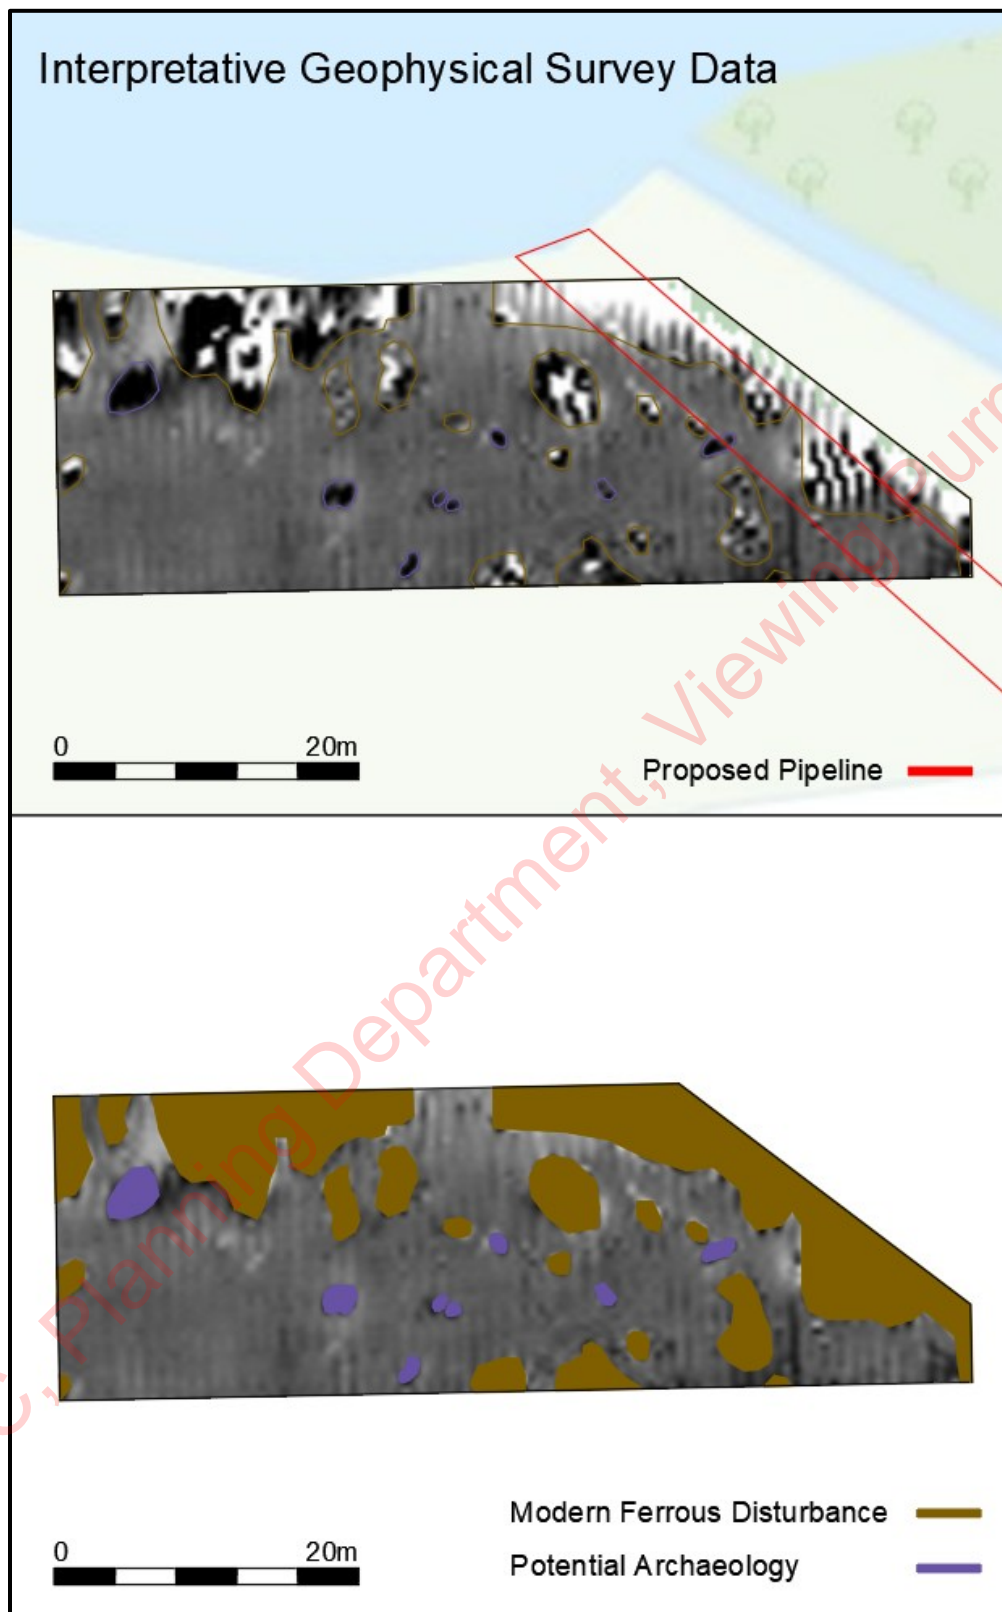 Interpretative Geophysical Survey Data
0 20m
Proposed Pipeline
Planning Department, Viewing Purp
0 20m
Modern Ferrous Disturbance
Potential Archaeology